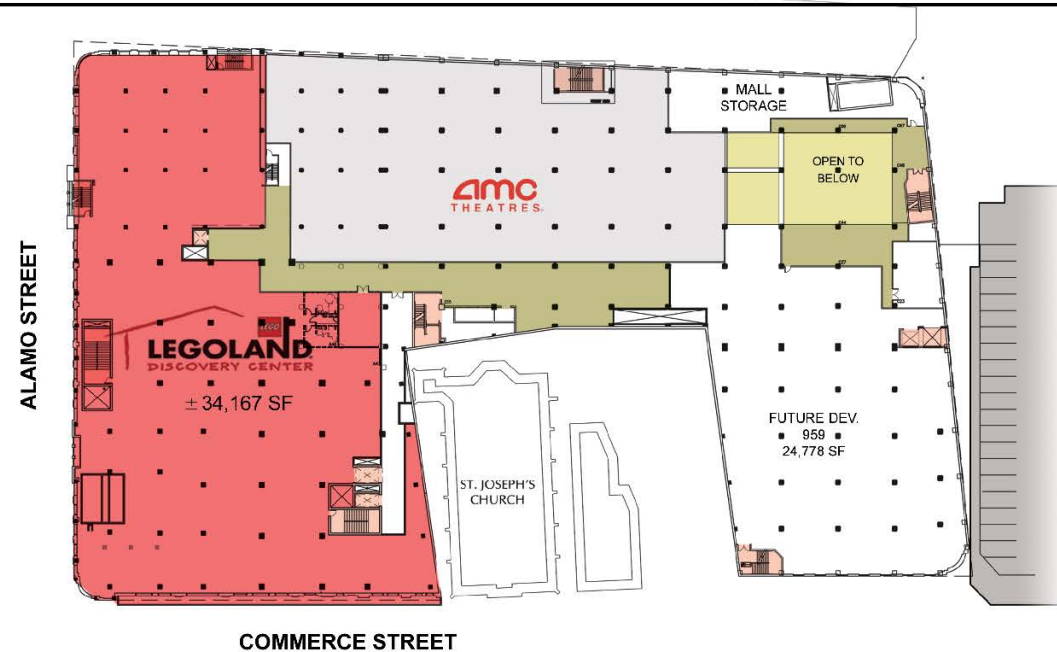 MALL
STORAGE
OPEN TO
BELOW
amc
THEATRES
ALAMO STREET
LEGO
LEGOLAND
DISCOVERY CENTER
± 34,167 SF
FUTURE DEV.
959
24,778 SF
ST. JOSEPH'S
CHURCH
COMMERCE STREET